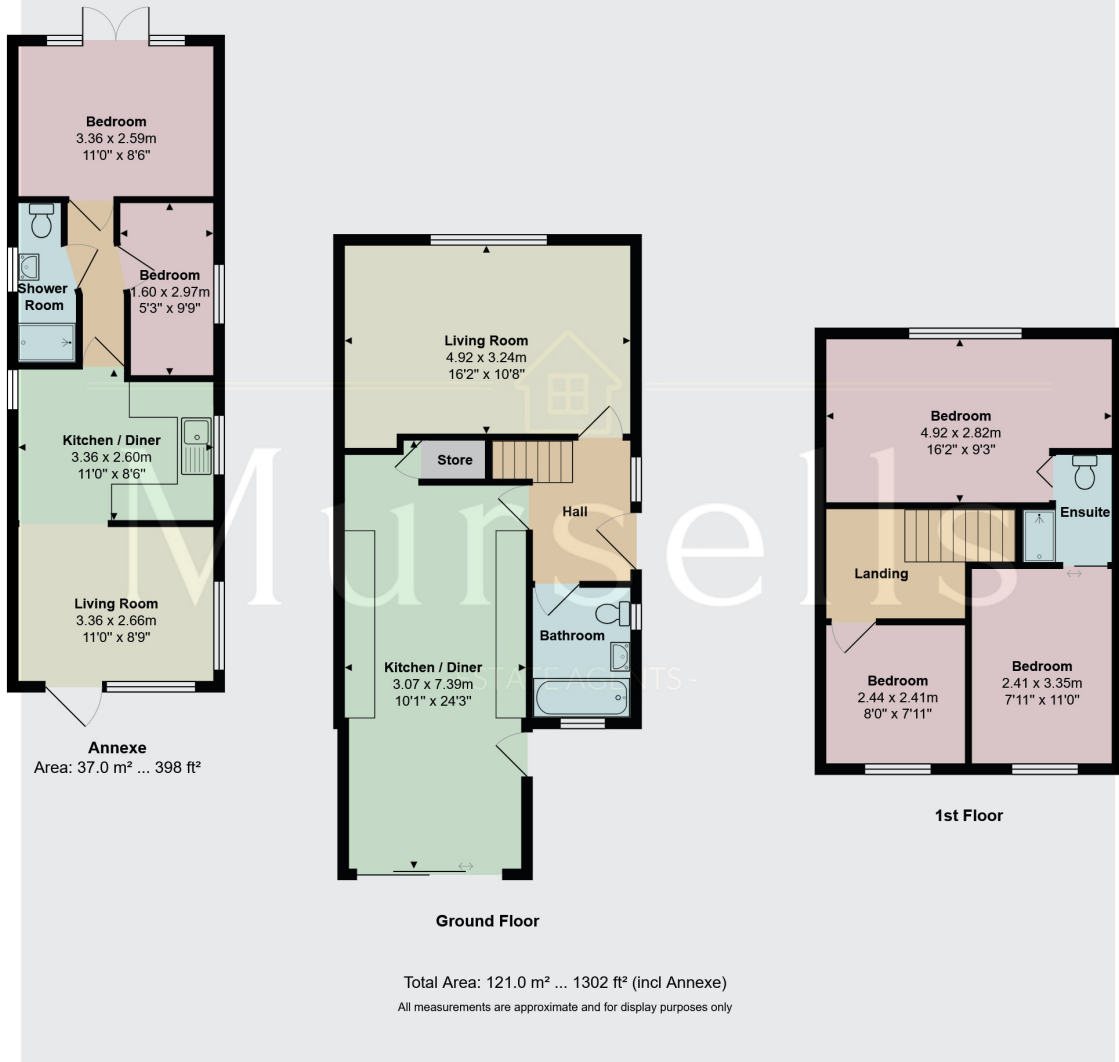 Bedroom
3.36 x 2.59m
11'0" x 8'6"
Shower
Room
Bedroom
1.60 x 2.97m
5'3" x 9'9"
Kitchen / Diner
3.36 x 2.60m
11'0" x 8'6"
Living Room
3.36 x 2.66m
11'0" x 8'9"
Annexe
Area: 37.0 m² ... 398 ft²
Living Room
4.92 x 3.24m
16'2" x 10'8"
Store
Hall
Bathroom
Kitchen / Diner
3.07 x 7.39m
10'1" x 24'3"
Ground Floor
Bedroom
4.92 x 2.82m
16'2" x 9'3"
Ensuite
Landing
Bedroom
2.44 x 2.41m
8'0" x 7'11"
Bedroom
2.41 x 3.35m
7'11" x 11'0"
1st Floor
Mursells
ESTATE AGENTS -
Total Area: 121.0 m² ... 1302 ft² (incl Annexe)
All measurements are approximate and for display purposes only